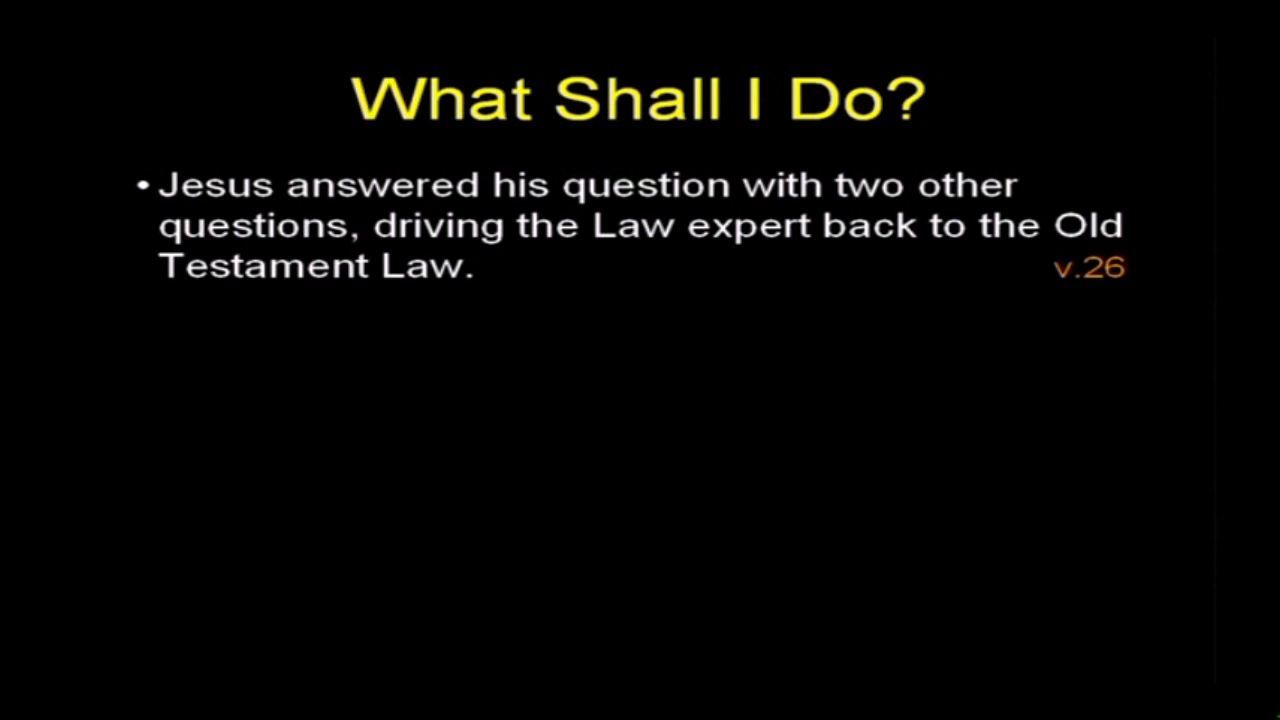 What Shall I Do?
• Jesus answered his question with two other
questions, driving the Law expert back to the Old
Testament Law. v.26